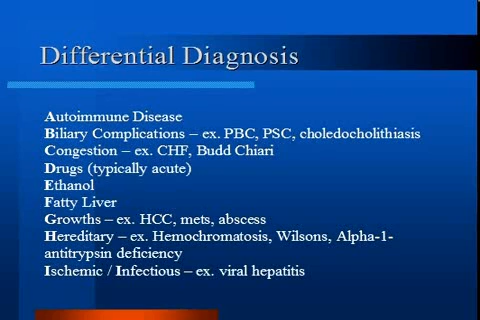 Differential Diagnosis
Autoimmune Disease
Biliary Complications – ex. PBC, PSC, choledocholithiasis
Congestion – ex. CHF, Budd Chiari
Drugs (typically acute)
Ethanol
Fatty Liver
Growths – ex. HCC, mets, abscess
Hereditary – ex. Hemochromatosis, Wilsons, Alpha-1-
antitrypsin deficiency
Ischemic / Infectious – ex. viral hepatitis